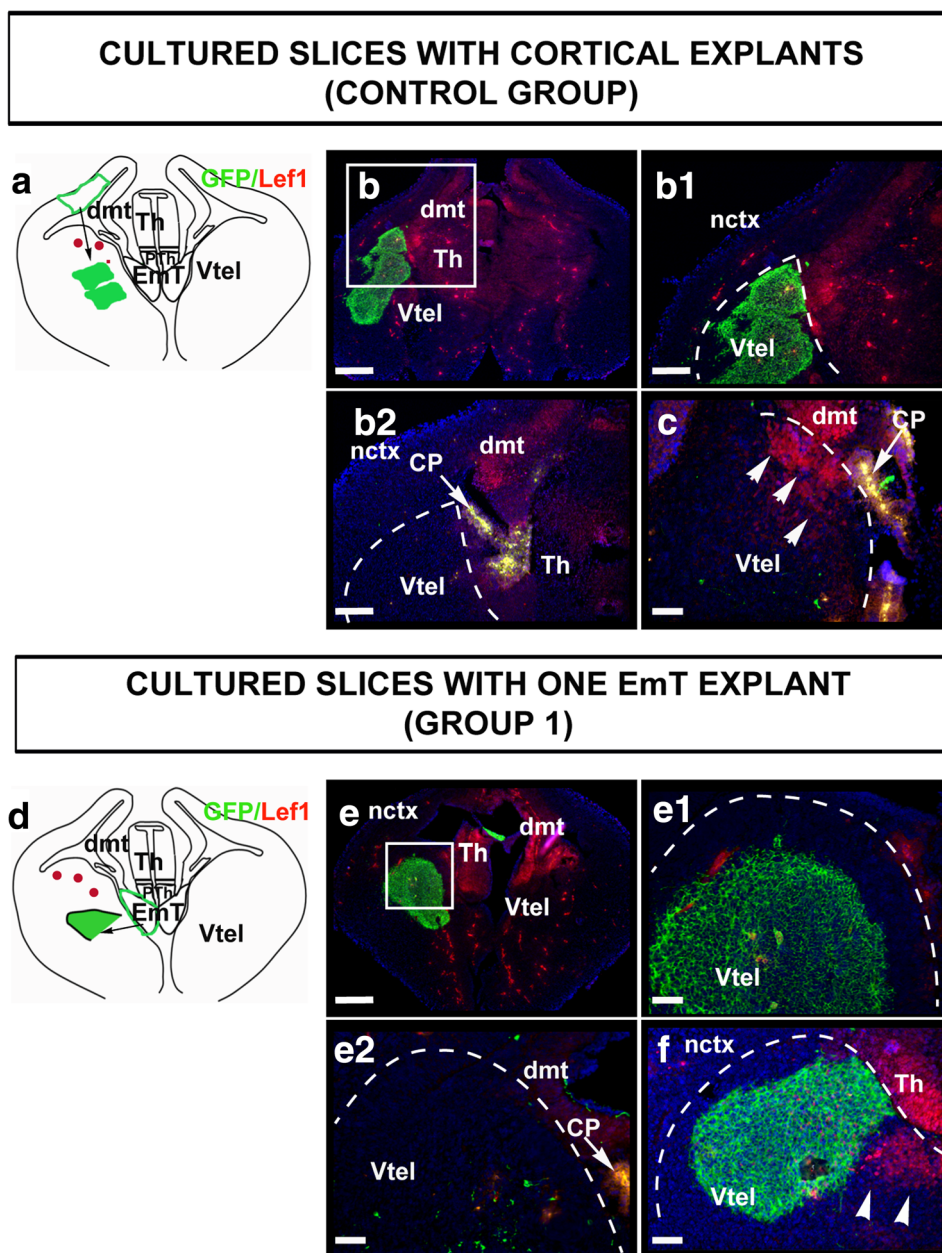 CULTURED SLICES WITH CORTICAL EXPLANTS
(CONTROL GROUP)
a
GFP/Lef1
dmt
Th
PTh
EmT
Vtel
b
dmt
Th
Vtel
b1
nctx
Vtel
b2
nctx
dmt
CP
Th
Vtel
c
dmt
CP
Vtel
CULTURED SLICES WITH ONE EmT EXPLANT
(GROUP 1)
d
GFP/Lef1
dmt
Th
PTh
EmT
Vtel
e
nctx
dmt
Th
Vtel
e1
Vtel
e2
dmt
CP
Vtel
f
nctx
Th
Vtel